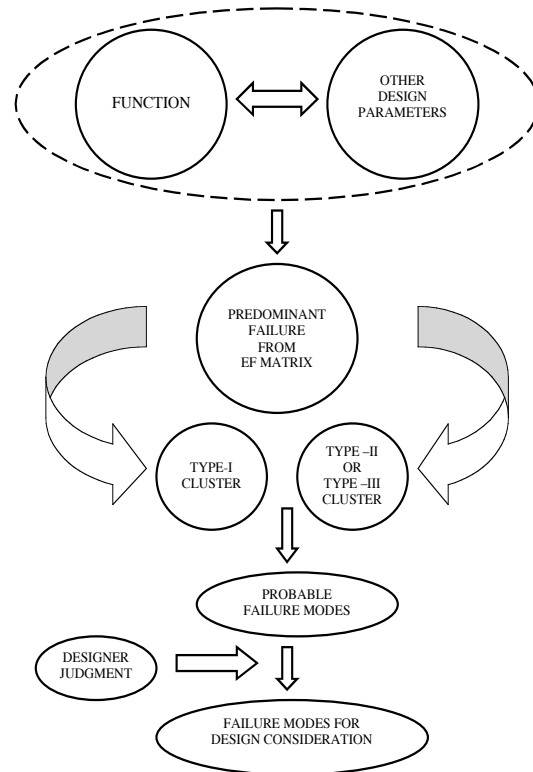 FUNCTION
OTHER
DESIGN
PARAMETERS
PREDOMINANT
FAILURE
FROM
EF MATRIX
TYPE-I
CLUSTER
TYPE –II
OR
TYPE –III
CLUSTER
PROBABLE
FAILURE MODES
DESIGNER
JUDGMENT
FAILURE MODES FOR
DESIGN CONSIDERATION